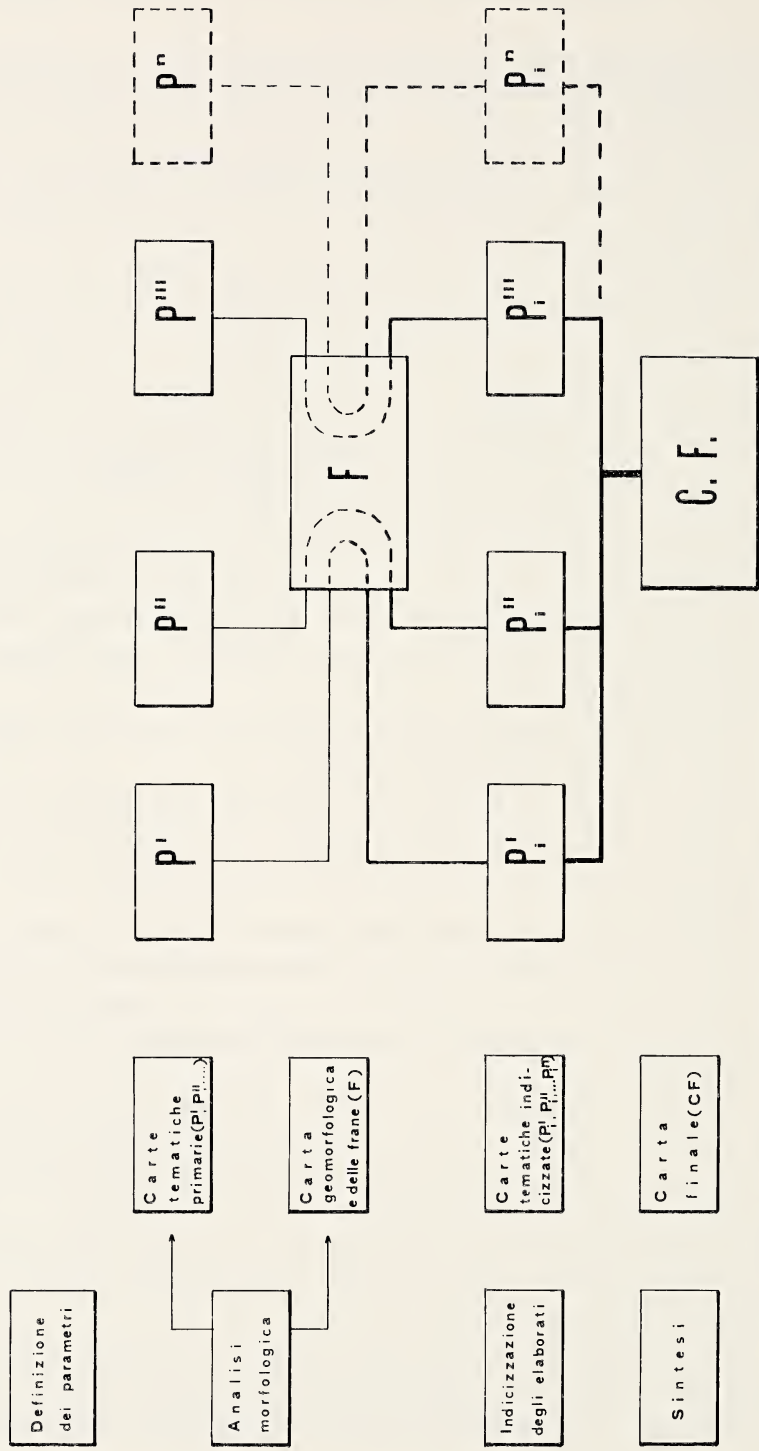 Definizione
dei parametri
Analisi
morfologica
Carte
tematiche
primarie(P', P'',....)
Carta
geomorfologica
e delle frane (F)
Indicizzazione
degli elaborati
Carte
tematiche indi-
cizzate(P'i, P''i,...Pni)
Sintesi
Carta
finale(CF)
P'
P''
P'''
Pn
F
P'i
P''i
P'''i
Pni
C. F.